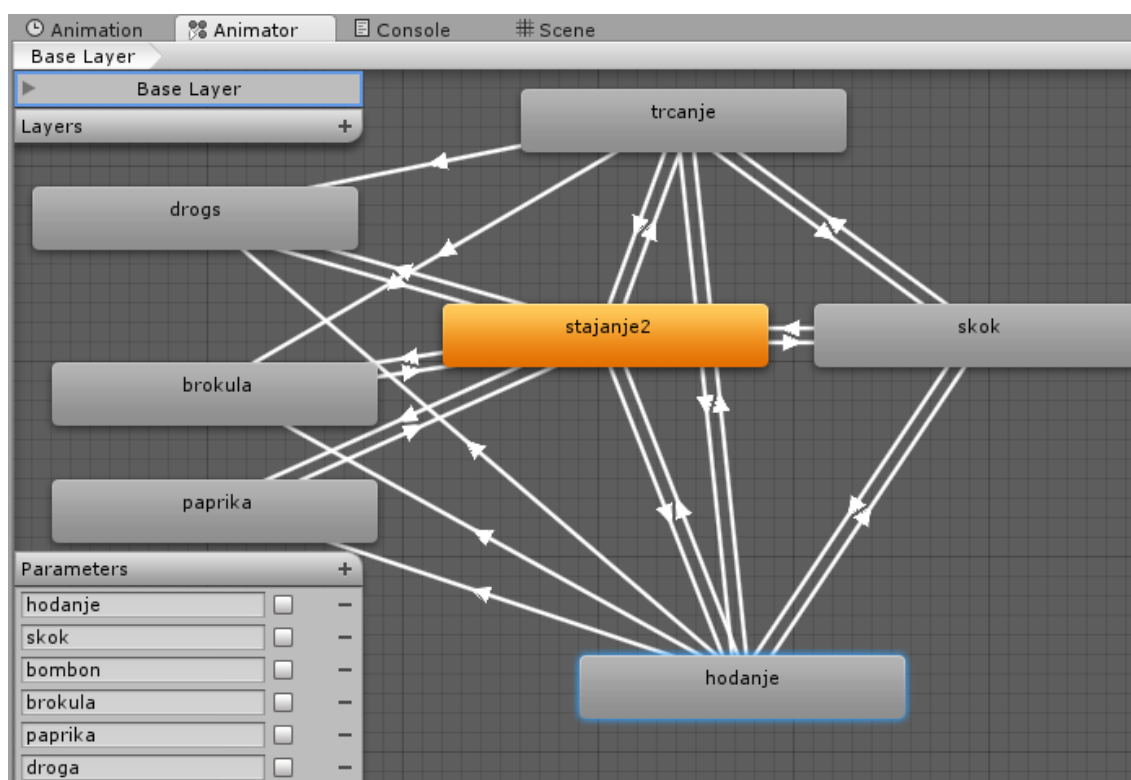 Animation
Animator
Console
Scene
Base Layer
Base Layer
Layers
trcanje
drogs
stajanje2
skok
brokula
paprika
hodanje
Parameters
hodanje
skok
bombon
brokula
paprika
droga